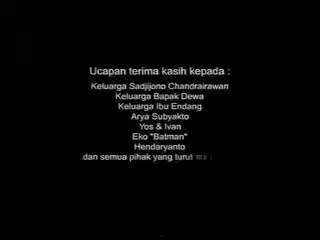 Ucapan terima kasih kepada :
Keluarga Sadjijono Chandrairawan
Keluarga Bapak Dewa
Keluarga Ibu Endang
Arya Subyakto
Yos & Ivan
Eko "Batman"
Hendaryanto
dan semua pihak yang turut